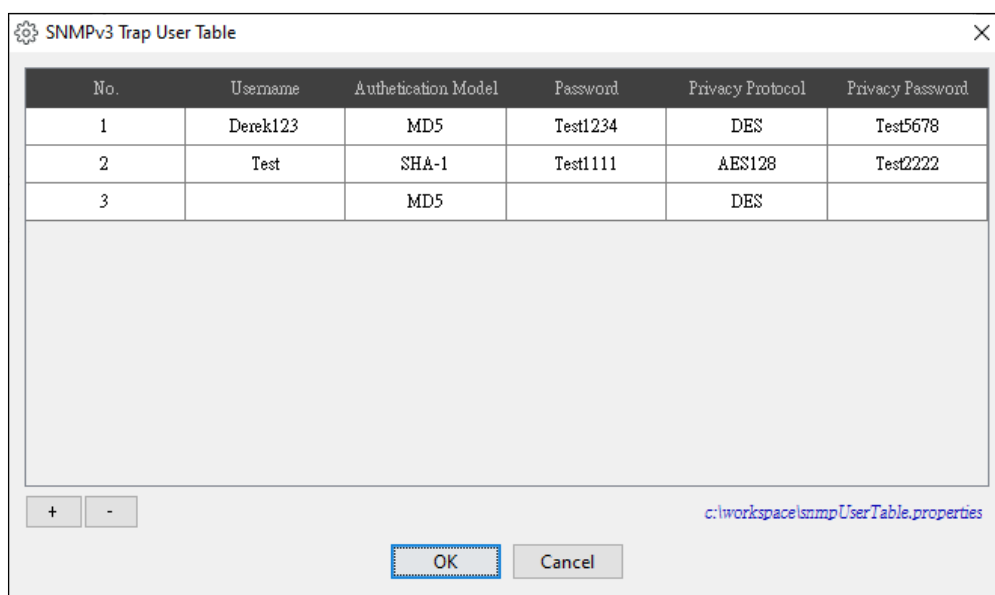 SNMPv3 Trap User Table
No. Username Authetication Model Password Privacy Protocol Privacy Password
1 Derek123 MD5 Test1234 DES Test5678
2 Test SHA-1 Test1111 AES128 Test2222
3 MD5 DES
+ -
c:\workspace\snmpUserTable.properties
OK Cancel